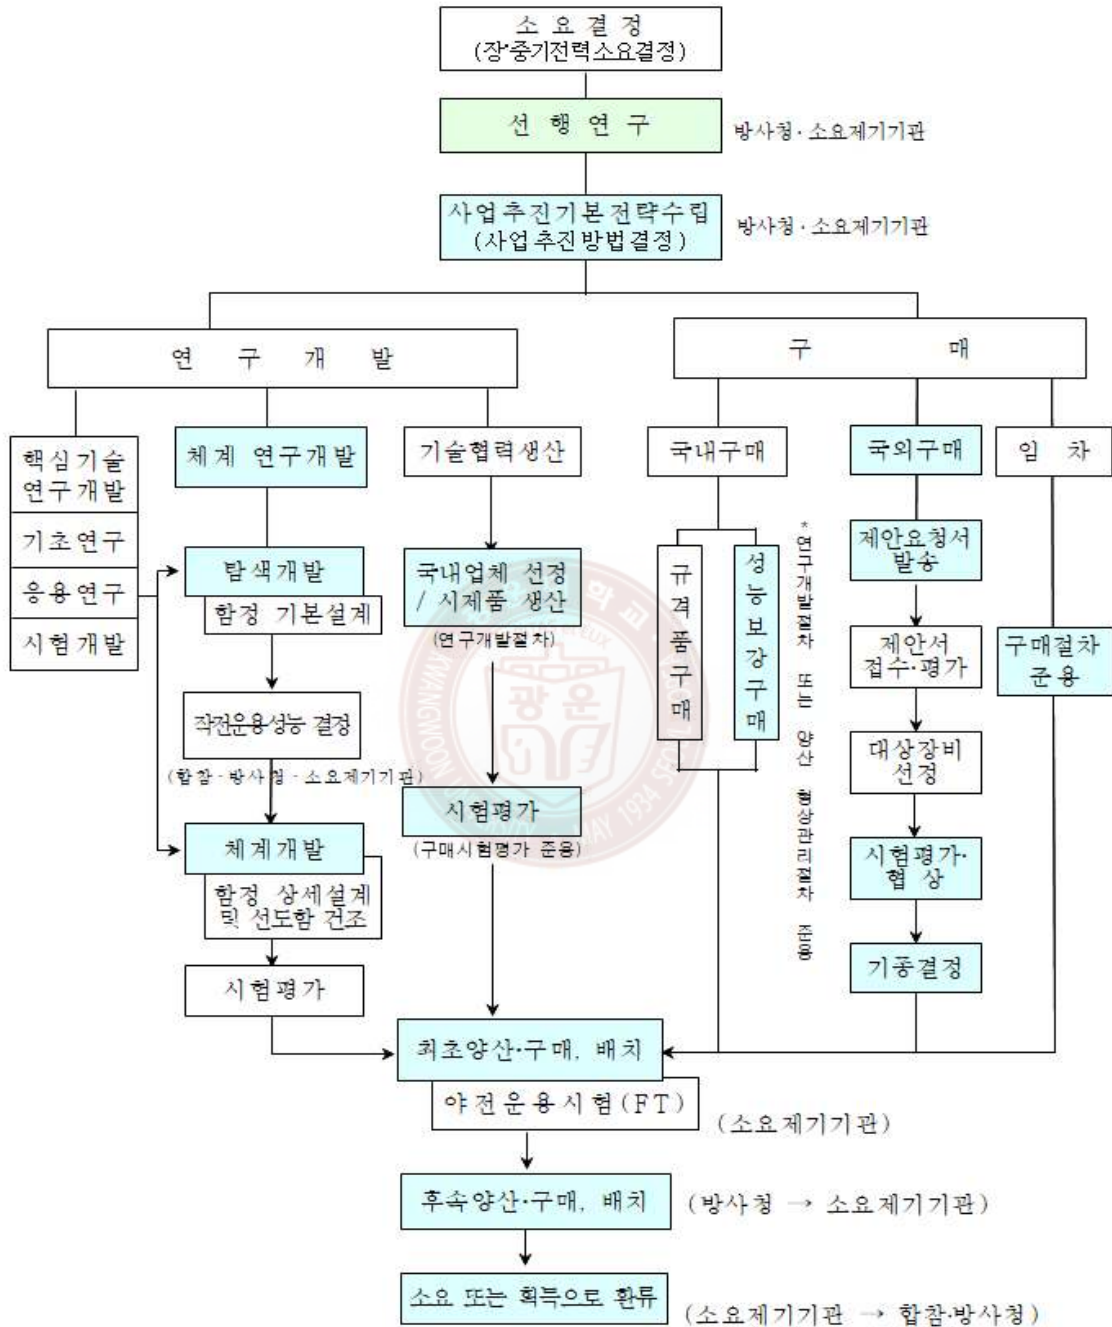 소 요 결 정
(장·중기전력소요결정)
선 행 연 구
방사청·소요제기기관
사업추진기본전략수립
(사업추진방법결정)
방사청·소요제기기관
연 구 개 발
구 매
핵심기술
연구개발
기초연구
응용연구
시험개발
체계 연구개발
기술협력생산
국내구매
국외구매
임 차
탐색개발
함정 기본설계
국내업체 선정
/ 시제품 생산
(연구개발절차)
규격품구매
성능보강구매
*연구개발절차 또는 양산 형상관리절차 준용
제안요청서
발송
제안서
접수·평가
구매절차
준용
작전운용성능 결정
(합참·방사청·소요제기기관)
대상장비
선정
시험평가
(구매시험평가 준용)
체계개발
함정 상세설계
및 선도함 건조
시험평가·
협 상
기종결정
시험평가
최초양산·구매, 배치
야전운용시험(FT)
(소요제기기관)
후속양산·구매, 배치
(방사청 → 소요제기기관)
소요 또는 획득으로 환류
(소요제기기관 → 합참·방사청)
광운
MAY 1934